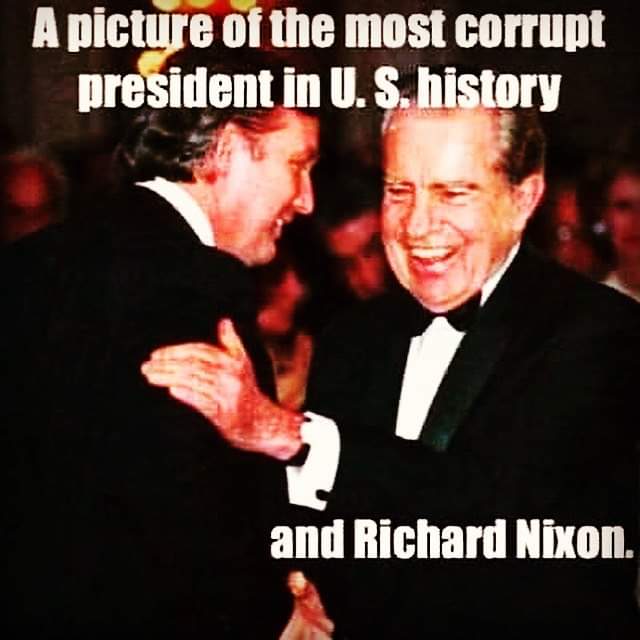 A picture of the most corrupt
president in U. S. history
and Richard Nixon.